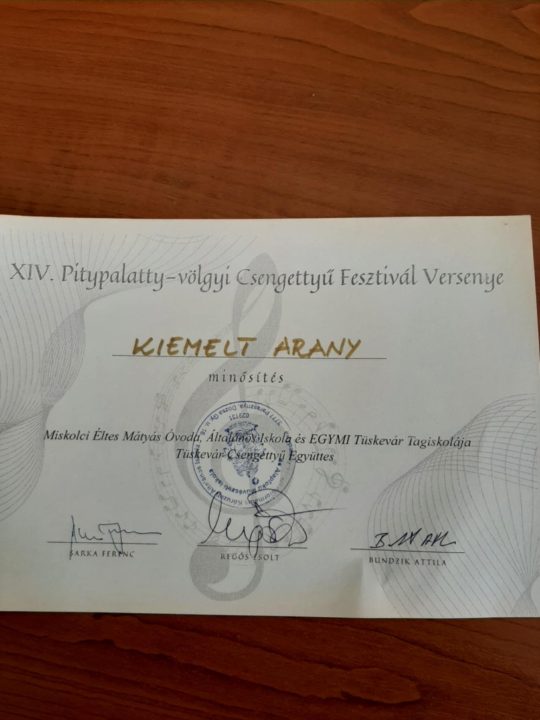 XIV. Pitypalatty-völgyi Csengettyű Fesztivál Versenye
KIEMELT ARANY
minősítés
Miskolci Éltes Mátyás Óvoda, Általános Iskola és EGYMI Tüskevár Tagiskolája
Tüskevár Csengettyű Együttes
SARKA FERENC
REGŐS ZSOLT
BUNDZIK ATTILA